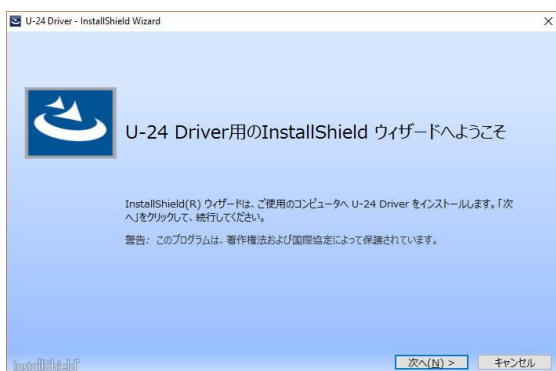 U-24 Driver - InstallShield Wizard
U-24 Driver用のInstallShield ウィザードへようこそ
InstallShield(R) ウィザードは、ご使用のコンピュータへ U-24 Driver をインストールします。「次
へ」をクリックして、続行してください。
警告: このプログラムは、著作権法および国際協定によって保護されています。
InstallShield
次へ(N) > キャンセル